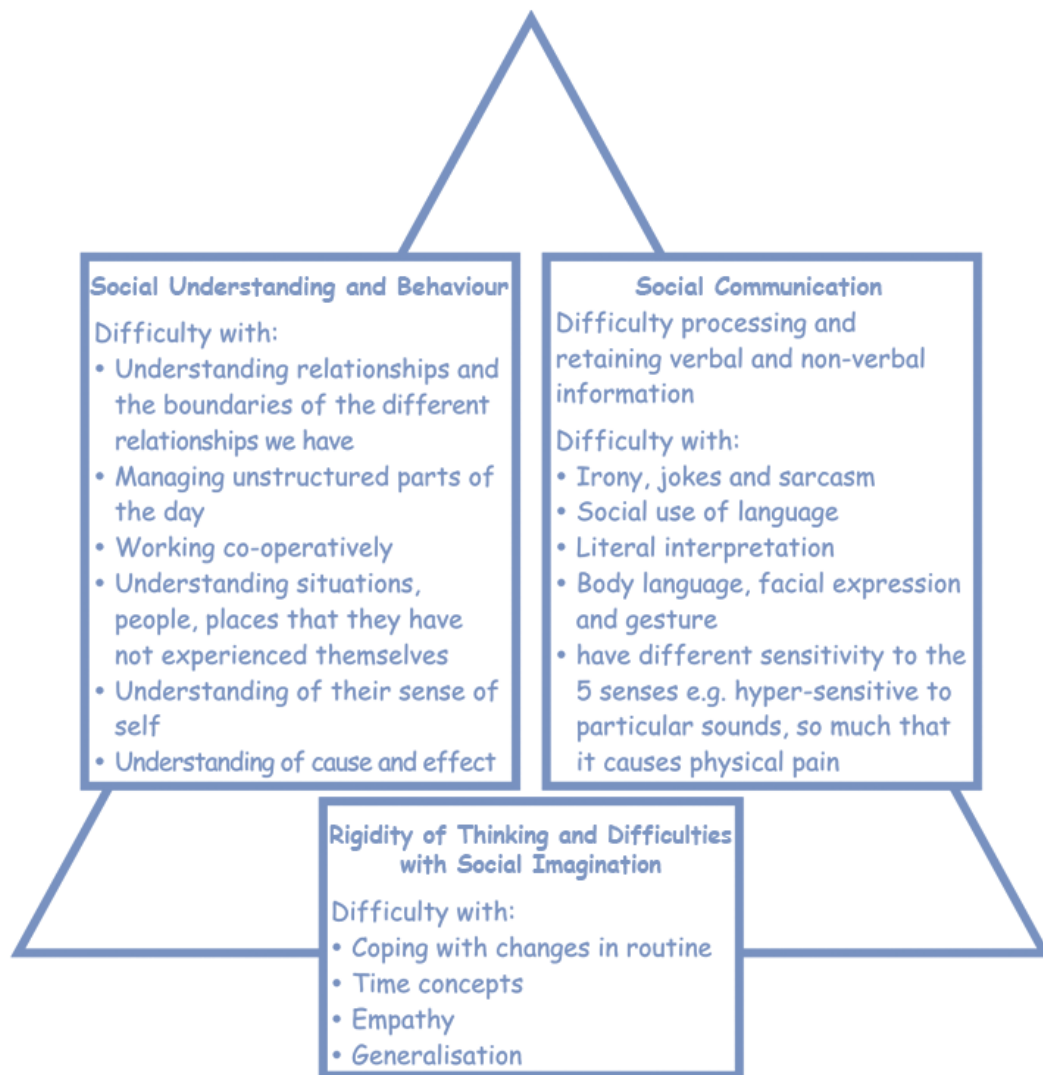 Social Understanding and Behaviour
Difficulty with:
• Understanding relationships and
the boundaries of the different
relationships we have
• Managing unstructured parts of
the day
• Working co-operatively
• Understanding situations,
people, places that they have
not experienced themselves
• Understanding of their sense of
self
• Understanding of cause and effect
Social Communication
Difficulty processing and
retaining verbal and non-verbal
information
Difficulty with:
• Irony, jokes and sarcasm
• Social use of language
• Literal interpretation
• Body language, facial expression
and gesture
• have different sensitivity to the
5 senses e.g. hyper-sensitive to
particular sounds, so much that
it causes physical pain
Rigidity of Thinking and Difficulties
with Social Imagination
Difficulty with:
• Coping with changes in routine
• Time concepts
• Empathy
• Generalisation